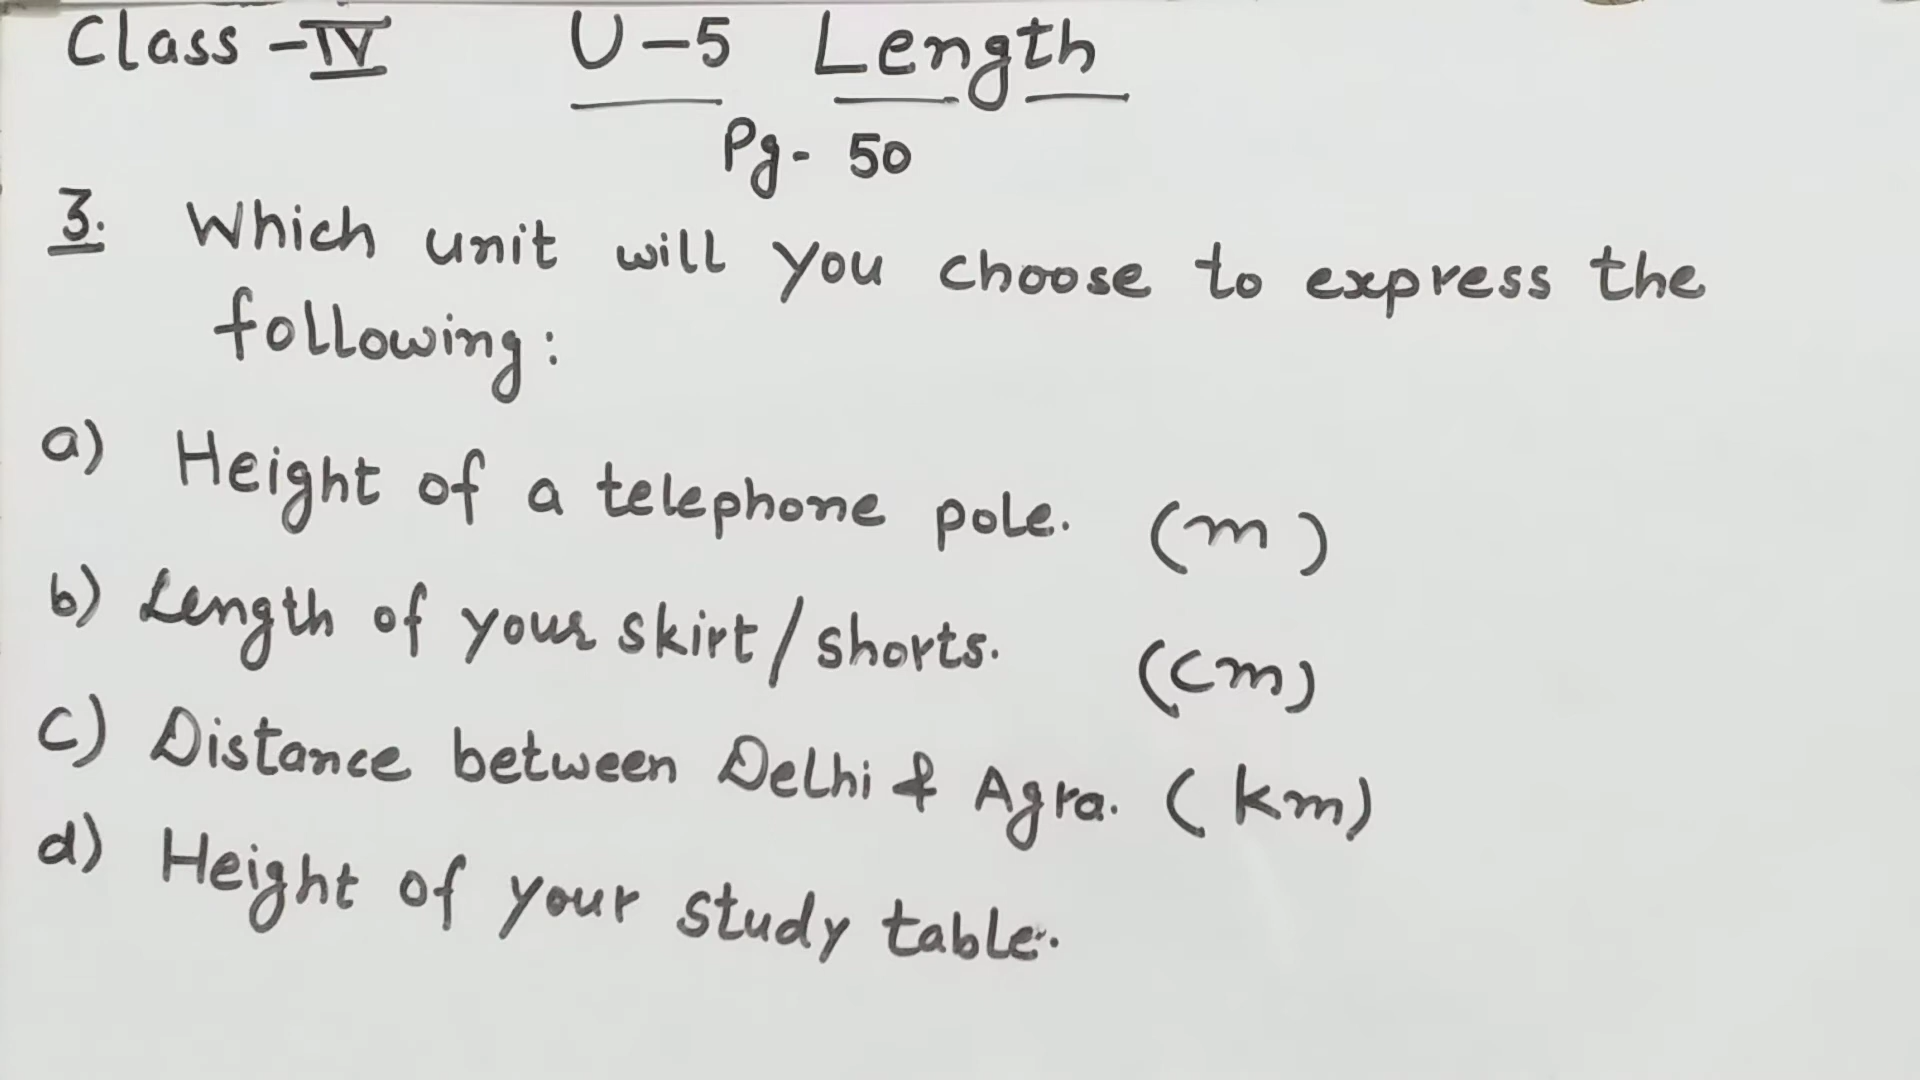 Class - IV U-5 Length
Pg- 50
3. Which unit will you choose to express the
following:
a) Height of a telephone pole. (m)
b) Length of your skirt/shorts. (cm)
c) Distance between Delhi & Agra. (km)
d) Height of your study table.